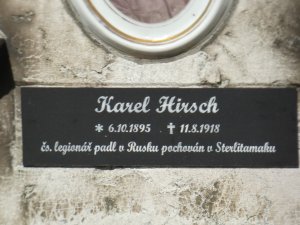 Karel Hirsch
* 6.10.1895 † 11.8.1918
čs. legionář padl v Rusku pochován v Sterlitamaku